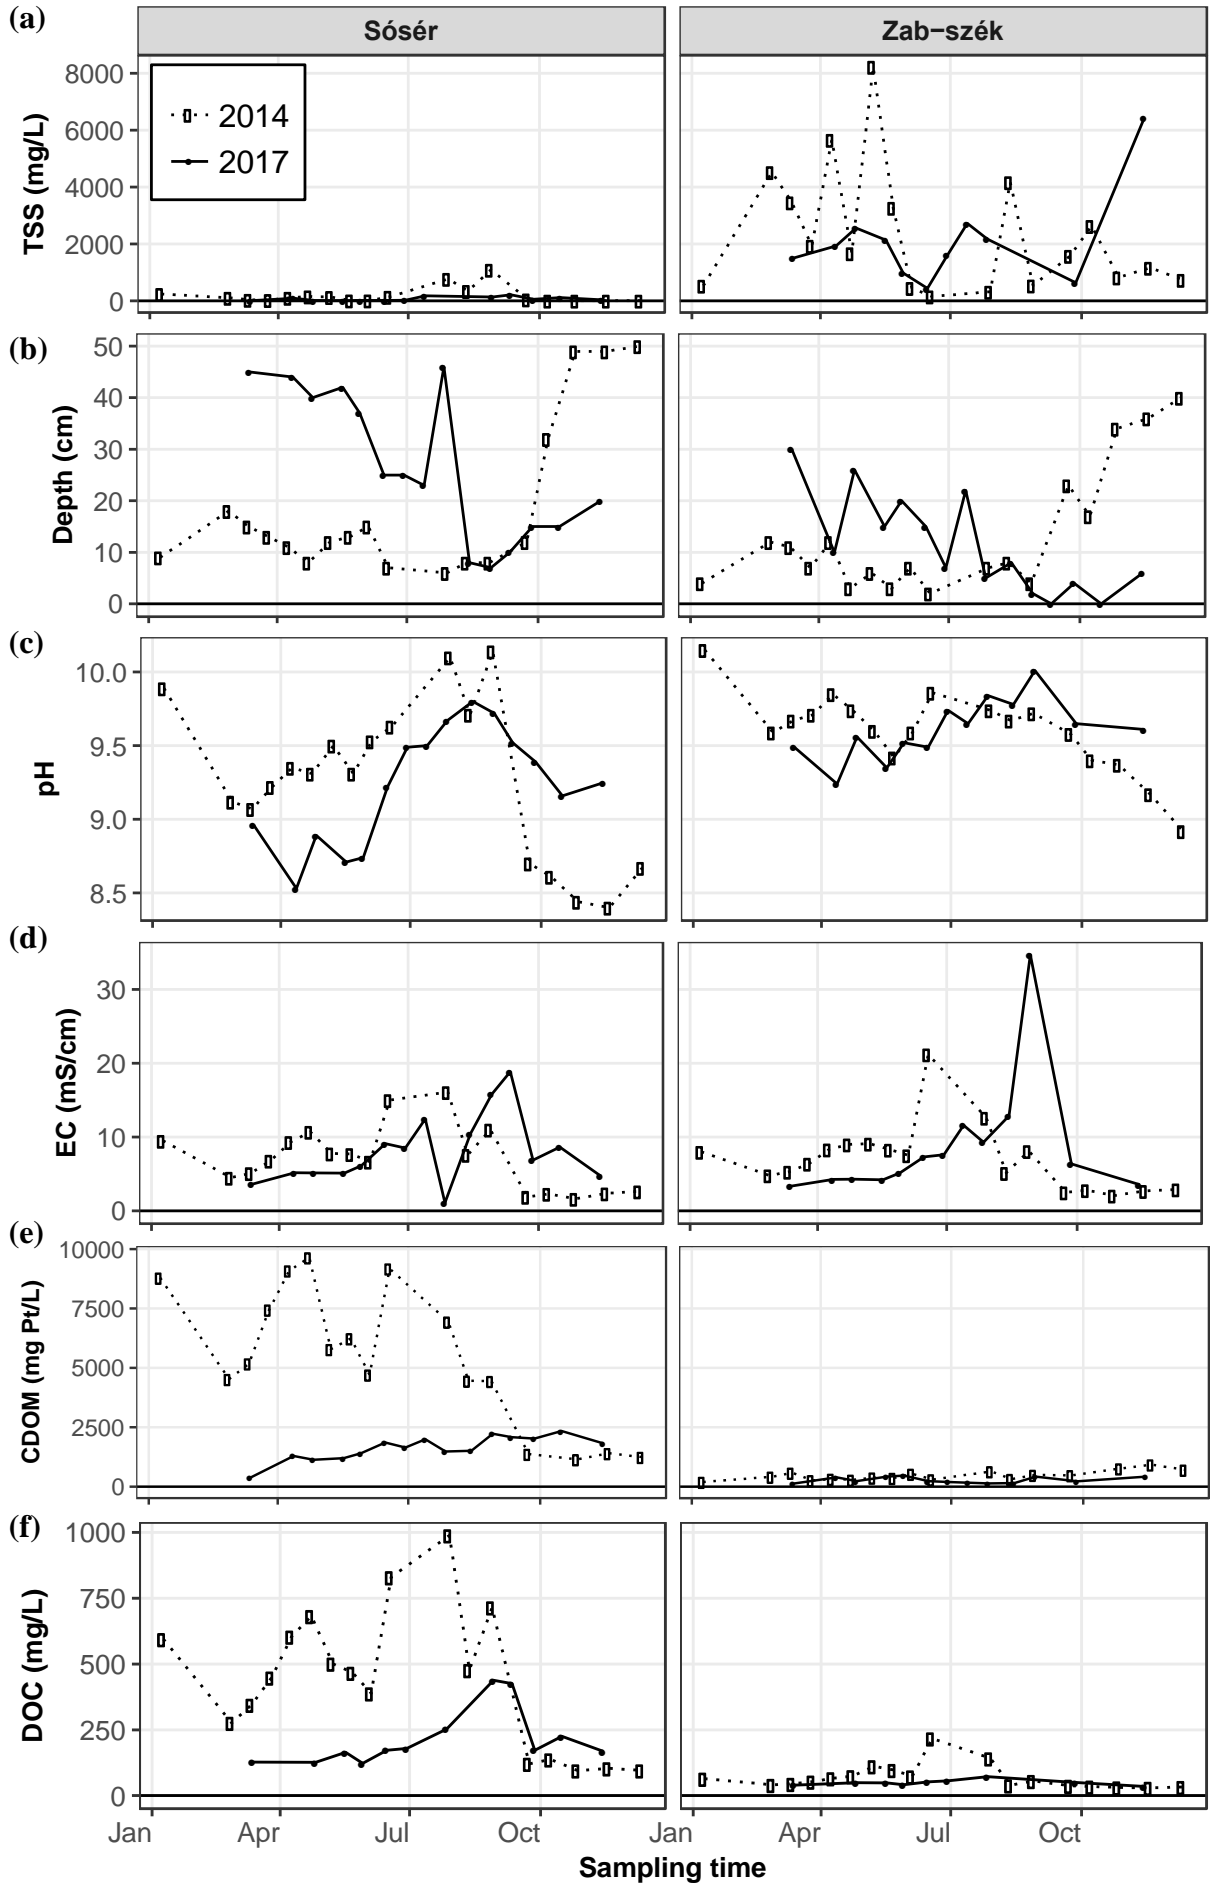 (a)
Sósér
Zab−szék
TSS (mg/L)
8000
6000
4000
2000
0
2014
2017
(b)
Depth (cm)
50
40
30
20
10
0
(c)
pH
10.0
9.5
9.0
8.5
(d)
EC (mS/cm)
30
20
10
0
(e)
CDOM (mg Pt/L)
10000
7500
5000
2500
0
(f)
DOC (mg/L)
1000
750
500
250
0
Jan Apr Jul Oct Jan Apr Jul Oct
Sampling time